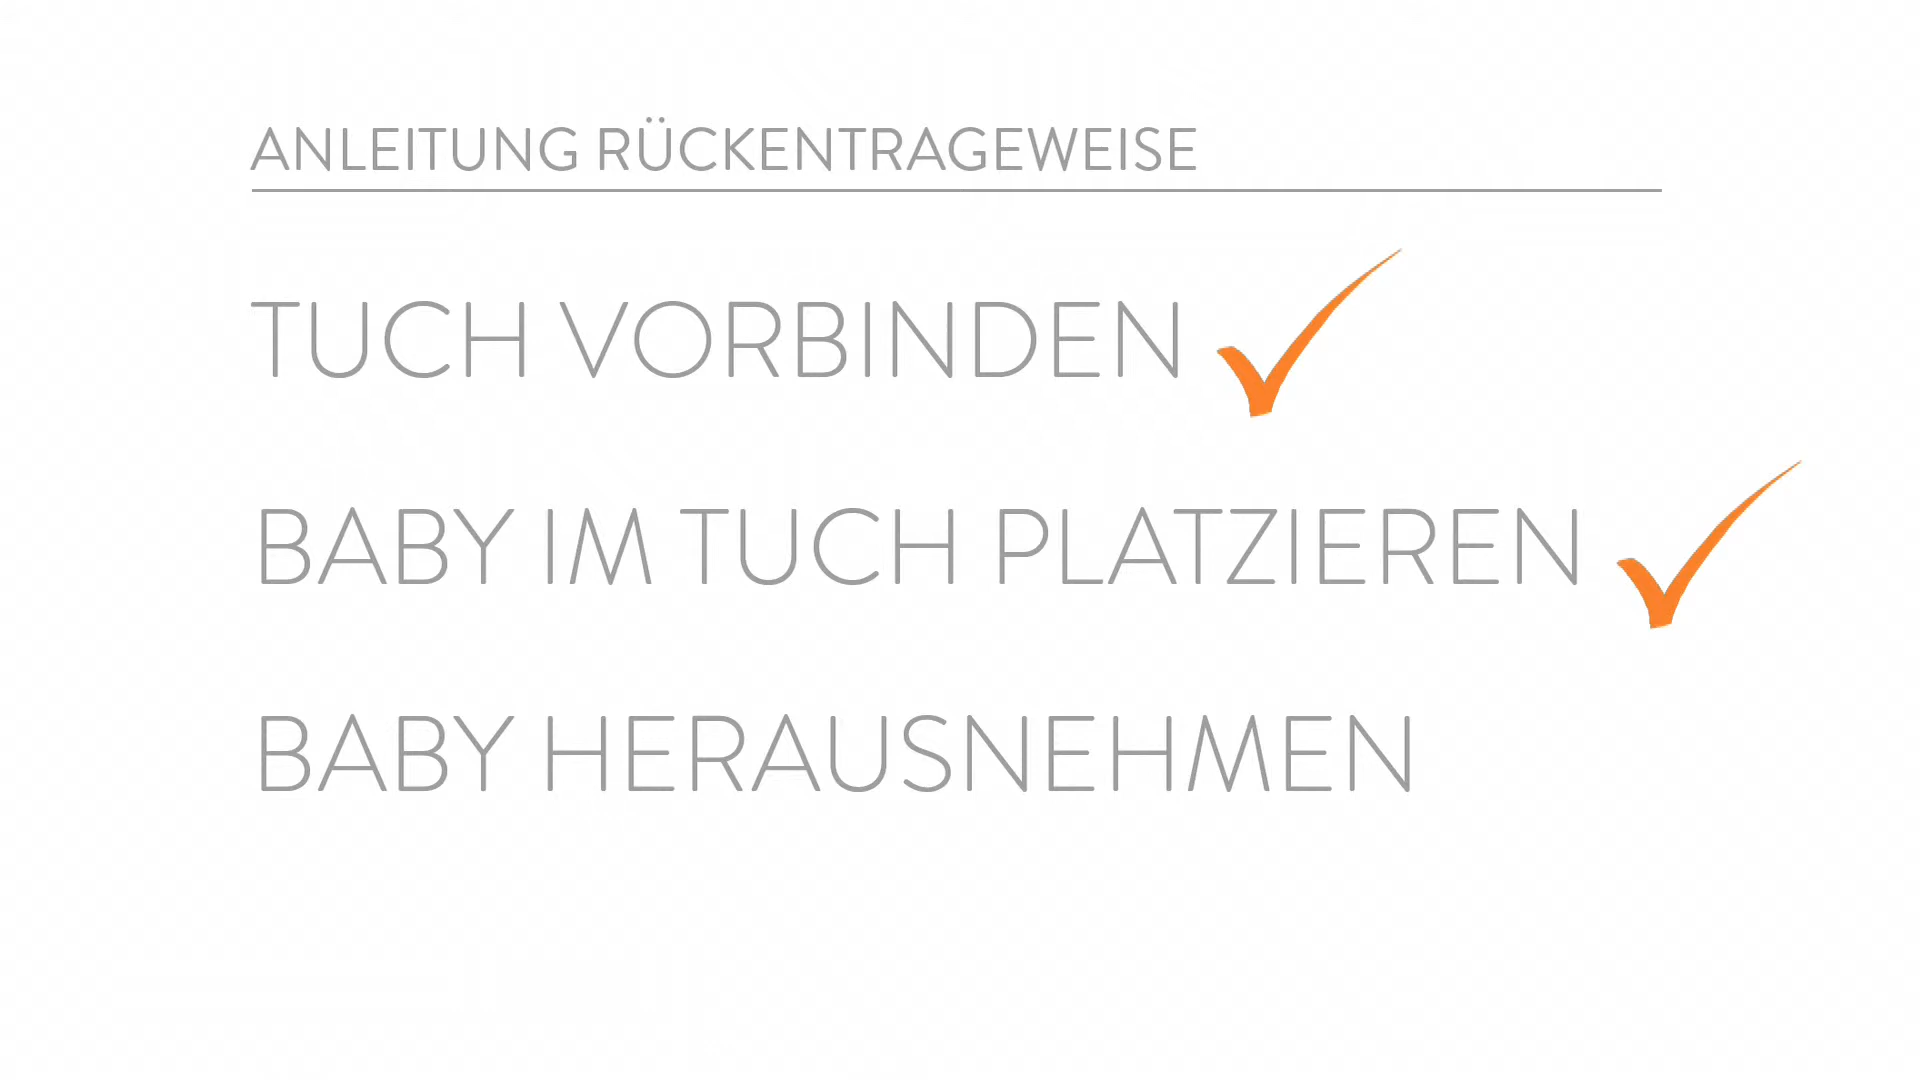 ANLEITUNG RÜCKENTRAGEWEISE
TUCH VORBINDEN
BABY IM TUCH PLATZIEREN
BABY HERAUSNEHMEN